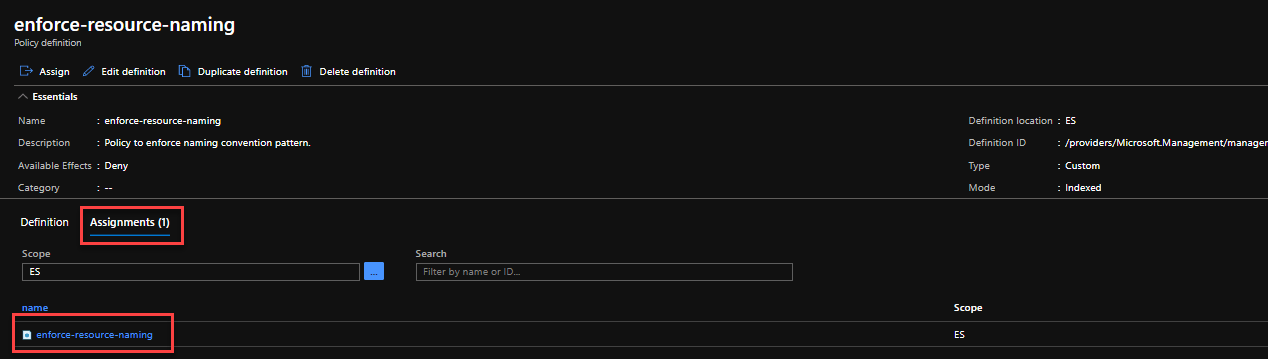 enforce-resource-naming
Policy definition
Assign Edit definition Duplicate definition Delete definition
Essentials
Name : enforce-resource-naming Definition location : ES
Description : Policy to enforce naming convention pattern. Definition ID : /providers/Microsoft.Management/manager
Available Effects : Deny Type : Custom
Category : -- Mode : Indexed
Definition Assignments (1)
Scope Search
ES ... Filter by name or ID...
name Scope
enforce-resource-naming ES